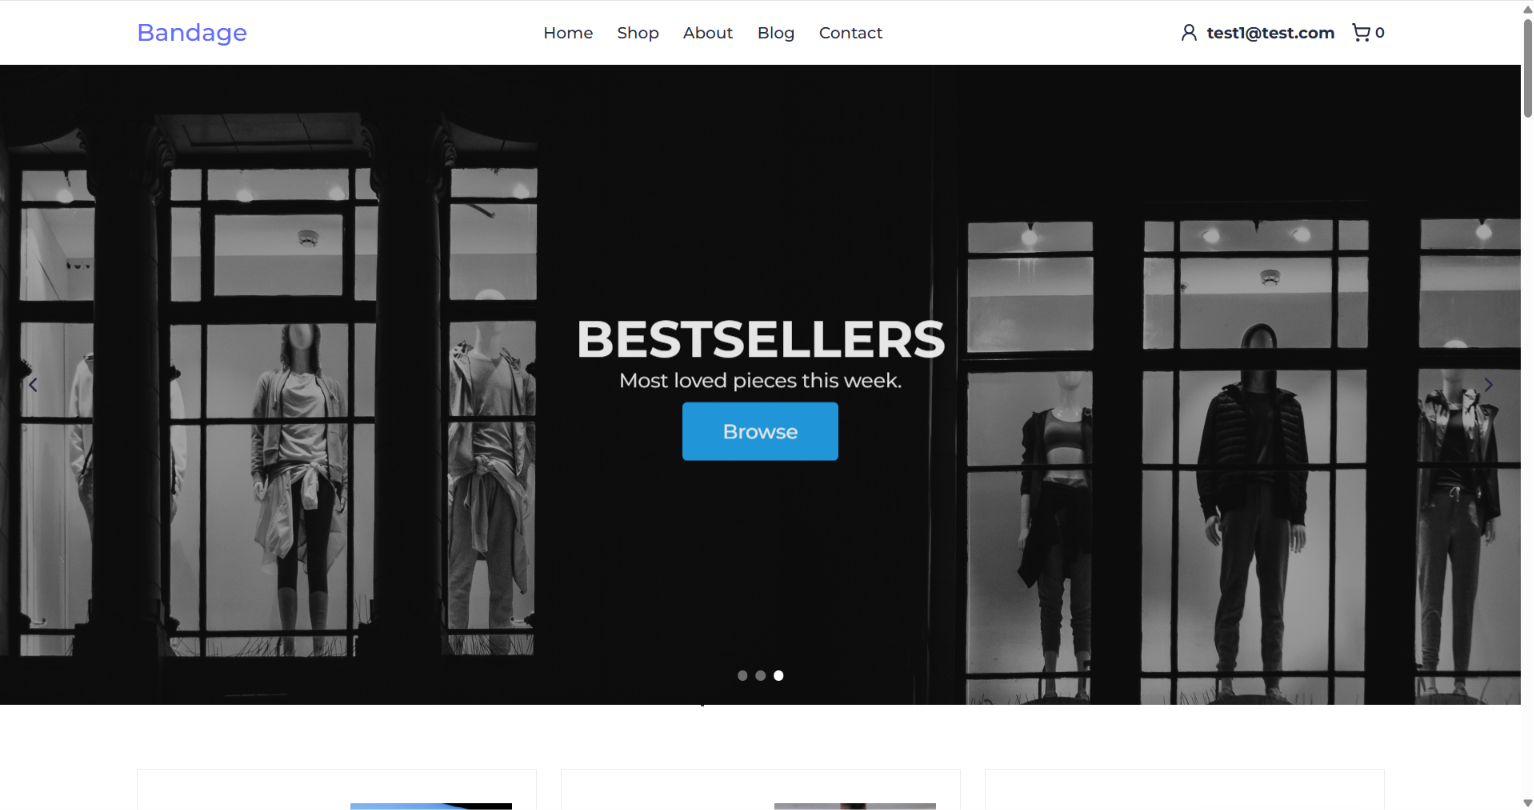 Bandage
Home Shop About Blog Contact
test1@test.com 0
BESTSELLERS
Most loved pieces this week.
Browse